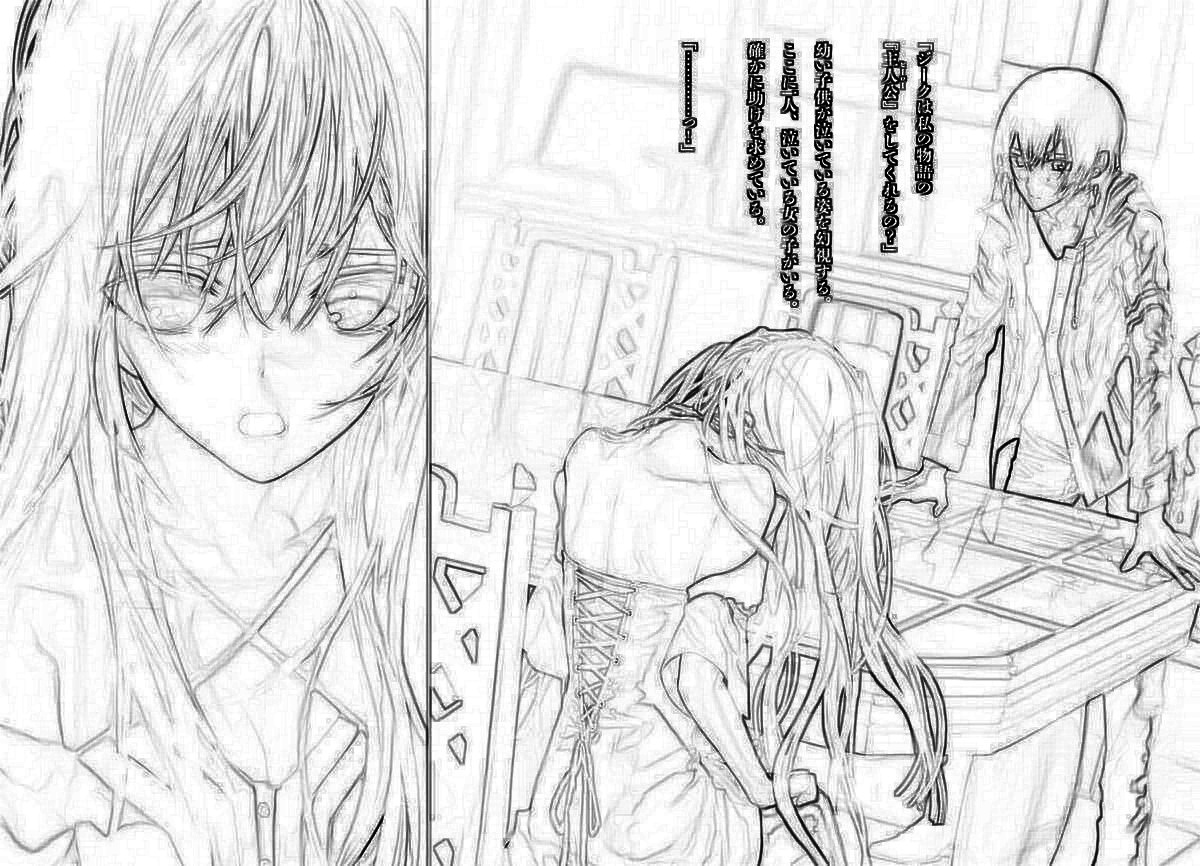 『ジークは私の物語の
『主人公』をしてくれるの？』
幼い子供が泣いている姿を幻視する。
ここに一人、泣いている女の子がいる。
確かに助けを求めている。
『…………っ！』